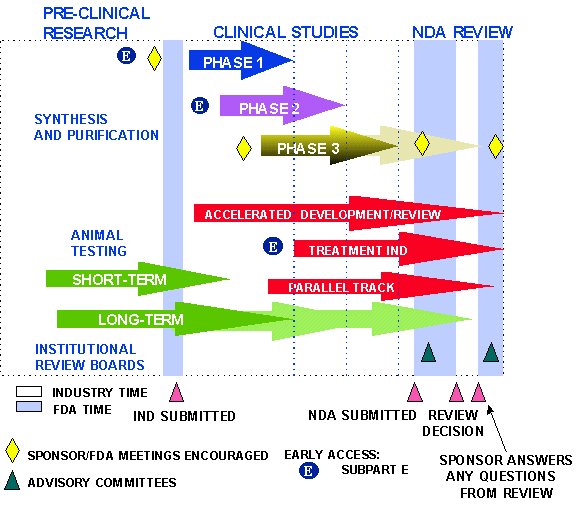 PRE-CLINICAL
RESEARCH
CLINICAL STUDIES
NDA REVIEW
E
PHASE 1
E
PHASE 2
SYNTHESIS
AND PURIFICATION
PHASE 3
ACCELERATED DEVELOPMENT/REVIEW
ANIMAL
TESTING
E
TREATMENT IND
SHORT-TERM
PARALLEL TRACK
LONG-TERM
INSTITUTIONAL
REVIEW BOARDS
INDUSTRY TIME
FDA TIME
IND SUBMITTED
NDA SUBMITTED
REVIEW
DECISION
SPONSOR/FDA MEETINGS ENCOURAGED
ADVISORY COMMITTEES
EARLY ACCESS:
E
SUBPART E
SPONSOR ANSWERS
ANY QUESTIONS
FROM REVIEW